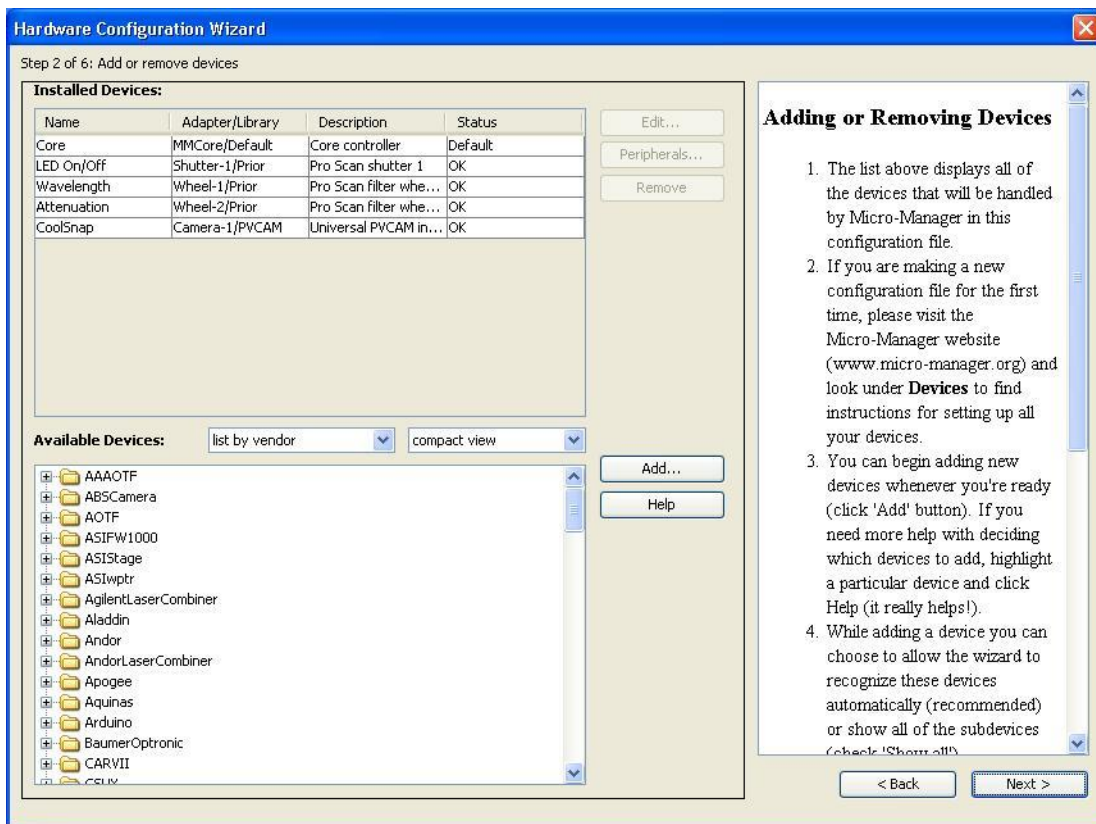 Hardware Configuration Wizard
Step 2 of 6: Add or remove devices
Installed Devices:
Name Adapter/Library Description Status
Core MMCore/Default Core controller Default
LED On/Off Shutter-1/Prior Pro Scan shutter 1 OK
Wavelength Wheel-1/Prior Pro Scan filter whe... OK
Attenuation Wheel-2/Prior Pro Scan filter whe... OK
CoolSnap Camera-1/PVCAM Universal PVCAM in... OK
Edit...
Peripherals...
Remove
Available Devices: list by vendor compact view
AAAOTF
ABSCamera
AOTF
ASIFW1000
ASIStage
ASIwptr
AgilentLaserCombiner
Aladdin
Andor
AndorLaserCombiner
Apogee
Aquinas
Arduino
BaumerOptronic
CARVII
Add...
Help
Adding or Removing Devices
1. The list above displays all of
the devices that will be handled
by Micro-Manager in this
configuration file.
2. If you are making a new
configuration file for the first
time, please visit the
Micro-Manager website
(www.micro-manager.org) and
look under Devices to find
instructions for setting up all
your devices.
3. You can begin adding new
devices whenever you're ready
(click 'Add' button). If you
need more help with deciding
which devices to add, highlight
a particular device and click
Help (it really helps!).
4. While adding a device you can
choose to allow the wizard to
recognize these devices
automatically (recommended)
or show all of the subdevices
(check 'Show all')
< Back
Next >